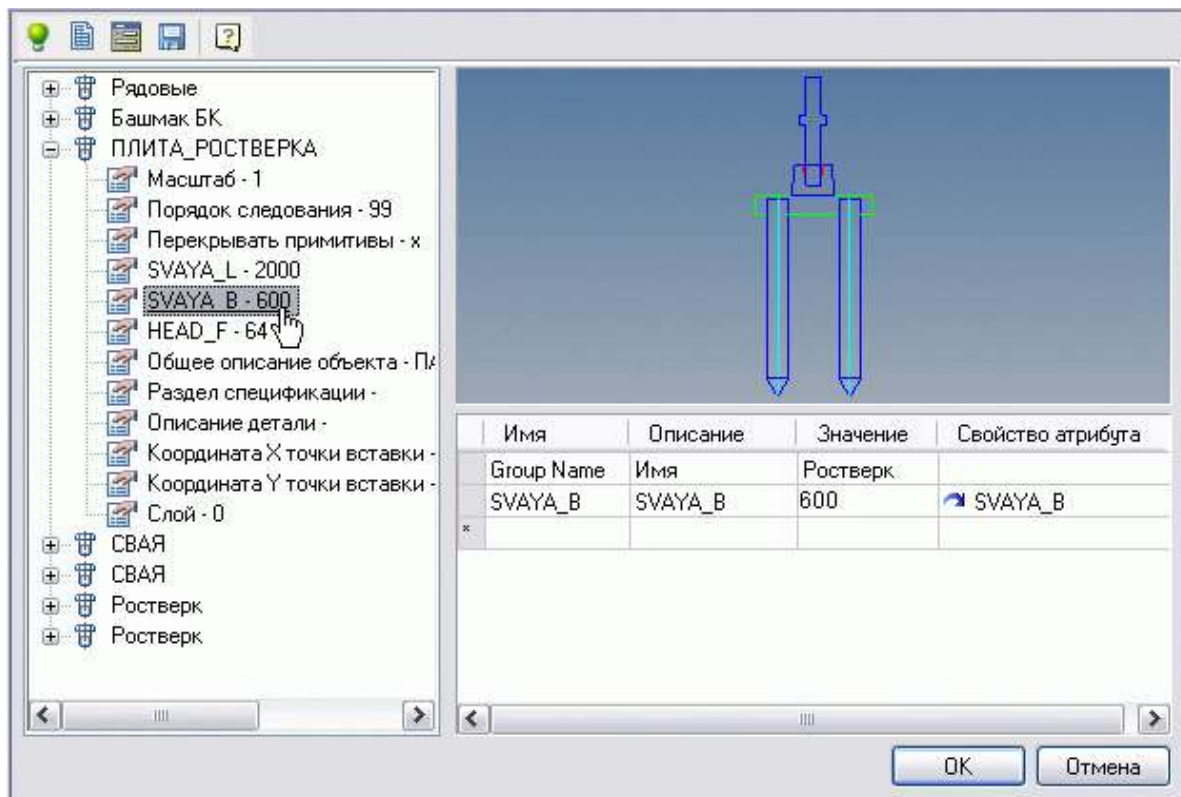 Рядовые
Башмак БК
ПЛИТА_РОСТВЕРКА
Масштаб - 1
Порядок следования - 99
Перекрывать примитивы - x
SVAYA_L - 2000
SVAYA_B - 600
HEAD_F - 64
Общее описание объекта -
Раздел спецификации -
Описание детали -
Координата X точки вставки -
Координата Y точки вставки -
Слой - 0
СВАЯ
СВАЯ
Ростверк
Ростверк
Имя Описание Значение Свойство атрибута
Group Name Имя Ростверк
SVAYA_B SVAYA_B 600 SVAYA_B
OK Отмена